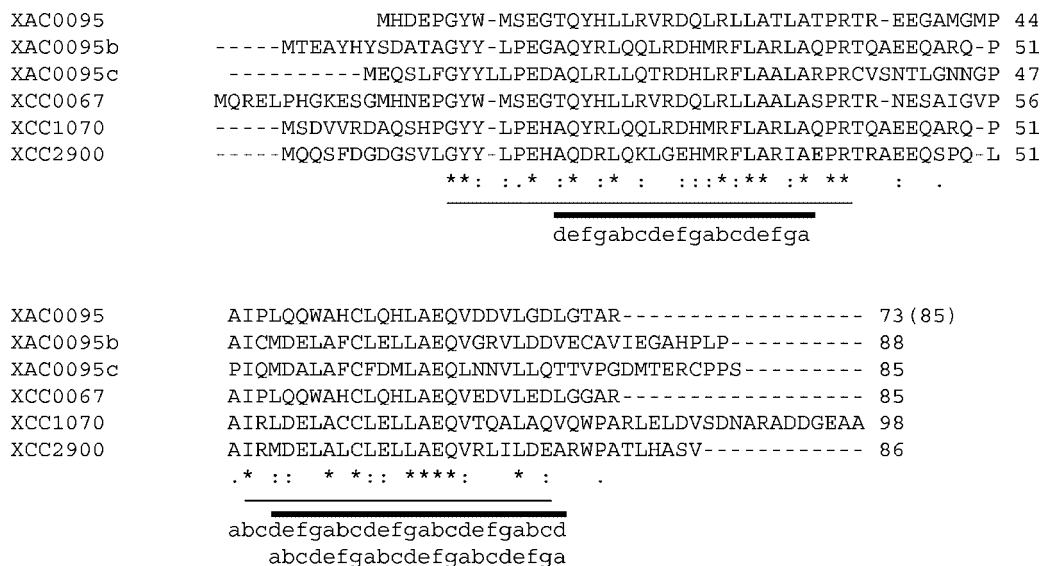 XAC0095 MHDEPGYW-MSEGTQYHLLRVRDQLRLLATLATPRTR-EEGAMGMP 44
XAC0095b -----MTEAYHYSDATAGYY-LPEGAQYRLQQLRDHMRFLARLAQPRTQAEEQARQ-P 51
XAC0095c ----------MEQSLFGYYLLPEDAQLRLLQTRDHLRFLAALARPRCVSNTLGNNGP 47
XCC0067 MQRELPHGKESGMHNEPGYW-MSEGTQYHLLRVRDQLRLLAALASPRTR-NESAIGVP 56
XCC1070 -----MSDVVRDAQSHPGYY-LPEHAQYRLQQLRDHMRFLARLAQPRTQAEEQARQ-P 51
XCC2900 -----MQQSFDGDGSVLGYY-LPEHAQDRLQKLGEHMRFLARIAEPRTRAEEQSPQ-L 51
**: :.* :* :* : :::*:** :* ** : .
defgabcdefgabcdefga
XAC0095 AIPLQQWAHCLQHLAEQVDDVLGDLGTAR------------------ 73(85)
XAC0095b AICMDELAFCLELLAEQVGRVLDDVECAVIEGAHPLP---------- 88
XAC0095c PIQMDALAFCFDMLAEQLNNVLLQTTVPGDMTERCPPS--------- 85
XCC0067 AIPLQQWAHCLQHLAEQVEDVLEDLGGAR------------------ 85
XCC1070 AIRLDELACCLELLAEQVTQALAQVQWPARLELDVSDNARADDGEAA 98
XCC2900 AIRMDELALCLELLAEQVRLILDEARWPATLHASV------------ 86
.* :: * *:: ****: * : .
abcdefgabcdefgabcdefgabcd
abcdefgabcdefgabcdefga